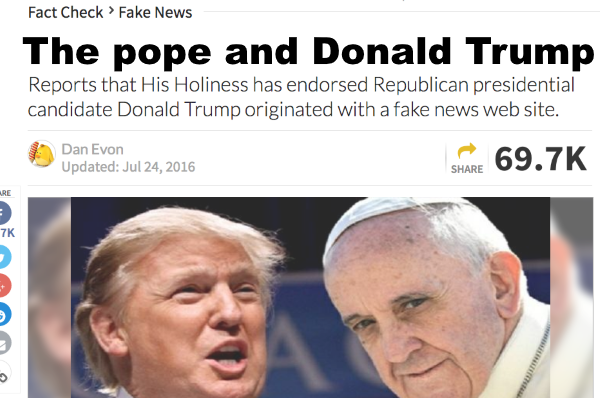 Fact Check > Fake News
The pope and Donald Trump
Reports that His Holiness has endorsed Republican presidential
candidate Donald Trump originated with a fake news web site.
Dan Evon
Updated: Jul 24, 2016
SHARE
69.7K
ARE
7K